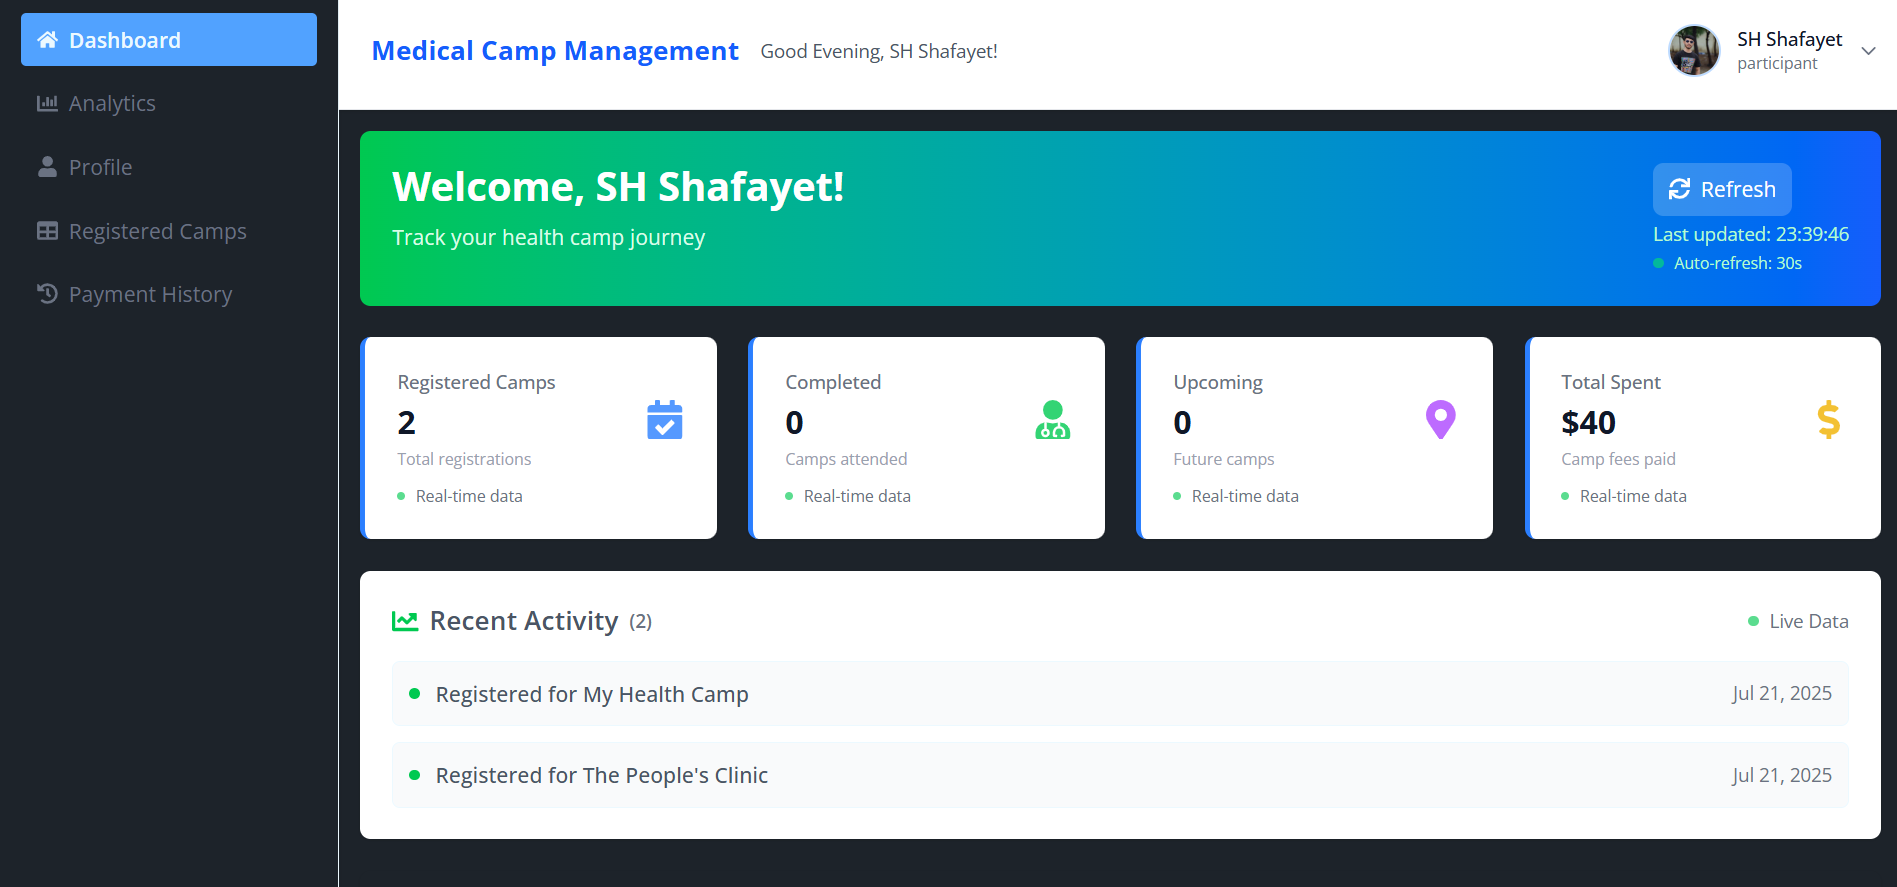 Dashboard
Analytics
Profile
Registered Camps
Payment History
Medical Camp Management
Good Evening, SH Shafayet!
SH Shafayet
participant
Welcome, SH Shafayet!
Track your health camp journey
Refresh
Last updated: 23:39:46
Auto-refresh: 30s
Registered Camps
2
Total registrations
Real-time data
Completed
0
Camps attended
Real-time data
Upcoming
0
Future camps
Real-time data
Total Spent
$40
Camp fees paid
Real-time data
Recent Activity (2)
Live Data
Registered for My Health Camp
Jul 21, 2025
Registered for The People's Clinic
Jul 21, 2025